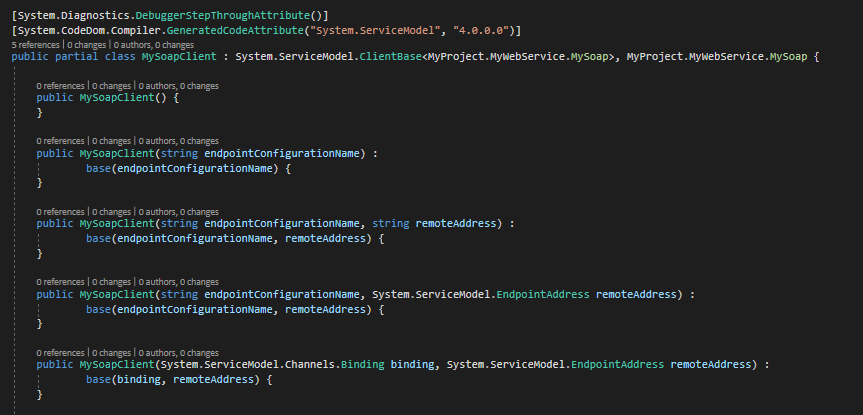 [System.Diagnostics.DebuggerStepThroughAttribute()]
[System.CodeDom.Compiler.GeneratedCodeAttribute("System.ServiceModel", "4.0.0.0")]
5 references | 0 changes | 0 authors, 0 changes
public partial class MySoapClient : System.ServiceModel.ClientBase<MyProject.MyWebService.MySoap>, MyProject.MyWebService.MySoap {
0 references | 0 changes | 0 authors, 0 changes
public MySoapClient() {
}
0 references | 0 changes | 0 authors, 0 changes
public MySoapClient(string endpointConfigurationName) :
base(endpointConfigurationName) {
}
0 references | 0 changes | 0 authors, 0 changes
public MySoapClient(string endpointConfigurationName, string remoteAddress) :
base(endpointConfigurationName, remoteAddress) {
}
0 references | 0 changes | 0 authors, 0 changes
public MySoapClient(string endpointConfigurationName, System.ServiceModel.EndpointAddress remoteAddress) :
base(endpointConfigurationName, remoteAddress) {
}
0 references | 0 changes | 0 authors, 0 changes
public MySoapClient(System.ServiceModel.Channels.Binding binding, System.ServiceModel.EndpointAddress remoteAddress) :
base(binding, remoteAddress) {
}